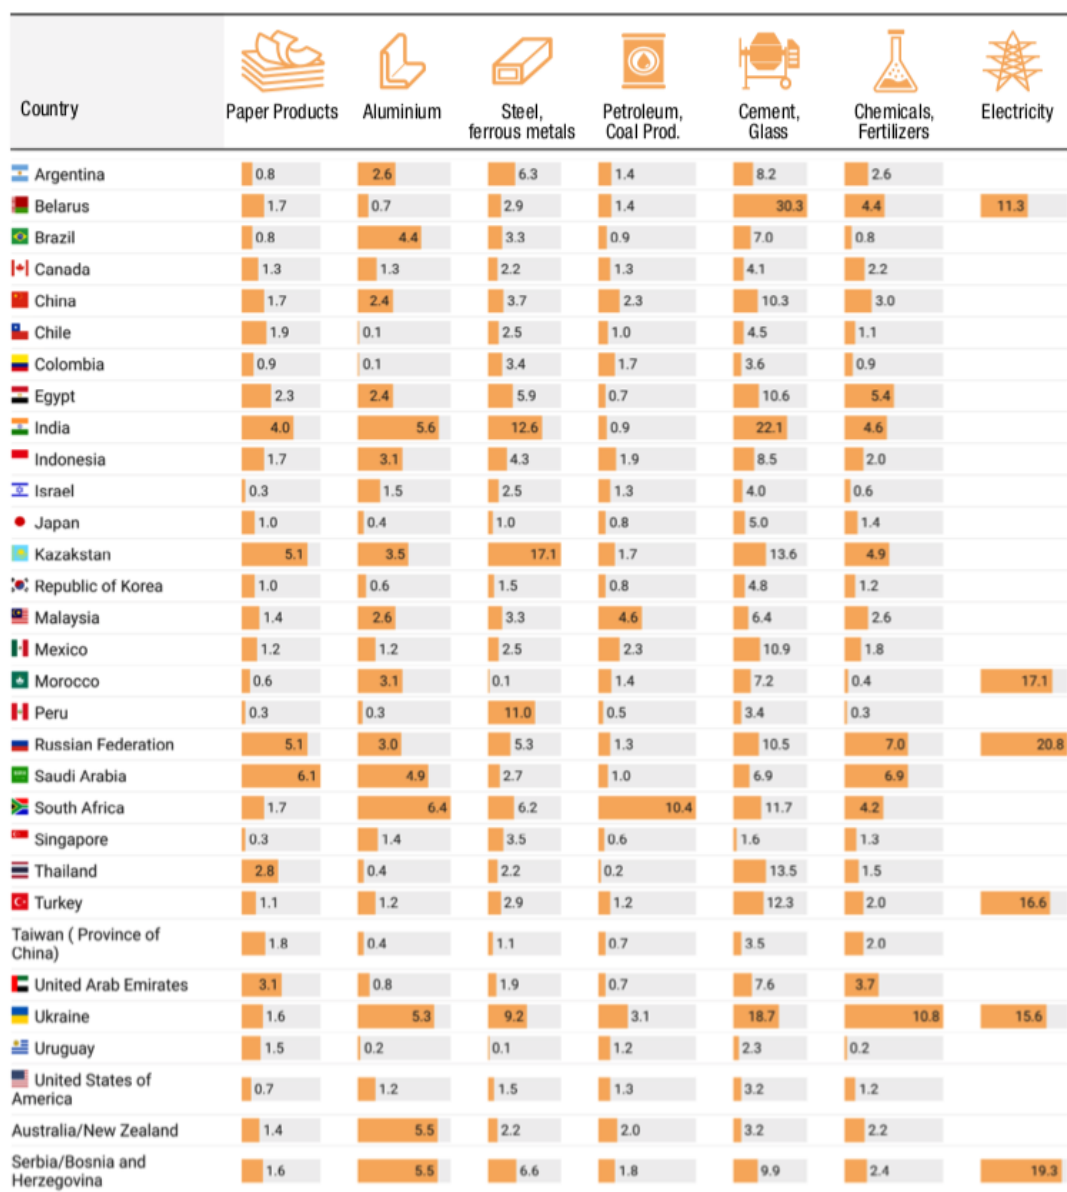 Country Paper Products Aluminium Steel, ferrous metals Petroleum, Coal Prod. Cement, Glass Chemicals, Fertilizers Electricity
Argentina 0.8 2.6 6.3 1.4 8.2 2.6
Belarus 1.7 0.7 2.9 1.4 30.3 4.4 11.3
Brazil 0.8 4.4 3.3 0.9 7.0 0.8
Canada 1.3 1.3 2.2 1.3 4.1 2.2
China 1.7 2.4 3.7 2.3 10.3 3.0
Chile 1.9 0.1 2.5 1.0 4.5 1.1
Colombia 0.9 0.1 3.4 1.7 3.6 0.9
Egypt 2.3 2.4 5.9 0.7 10.6 5.4
India 4.0 5.6 12.6 0.9 22.1 4.6
Indonesia 1.7 3.1 4.3 1.9 8.5 2.0
Israel 0.3 1.5 2.5 1.3 4.0 0.6
Japan 1.0 0.4 1.0 0.8 5.0 1.4
Kazakstan 5.1 3.5 17.1 1.7 13.6 4.9
Republic of Korea 1.0 0.6 1.5 0.8 4.8 1.2
Malaysia 1.4 2.6 3.3 4.6 6.4 2.6
Mexico 1.2 1.2 2.5 2.3 10.9 1.8
Morocco 0.6 3.1 0.1 1.4 7.2 0.4 17.1
Peru 0.3 0.3 11.0 0.5 3.4 0.3
Russian Federation 5.1 3.0 5.3 1.3 10.5 7.0 20.8
Saudi Arabia 6.1 4.9 2.7 1.0 6.9 6.9
South Africa 1.7 6.4 6.2 10.4 11.7 4.2
Singapore 0.3 1.4 3.5 0.6 1.6 1.3
Thailand 2.8 0.4 2.2 0.2 13.5 1.5
Turkey 1.1 1.2 2.9 1.2 12.3 2.0 16.6
Taiwan ( Province of China) 1.8 0.4 1.1 0.7 3.5 2.0
United Arab Emirates 3.1 0.8 1.9 0.7 7.6 3.7
Ukraine 1.6 5.3 9.2 3.1 18.7 10.8 15.6
Uruguay 1.5 0.2 0.1 1.2 2.3 0.2
United States of America 0.7 1.2 1.5 1.3 3.2 1.2
Australia/New Zealand 1.4 5.5 2.2 2.0 3.2 2.2
Serbia/Bosnia and Herzegovina 1.6 5.5 6.6 1.8 9.9 2.4 19.3